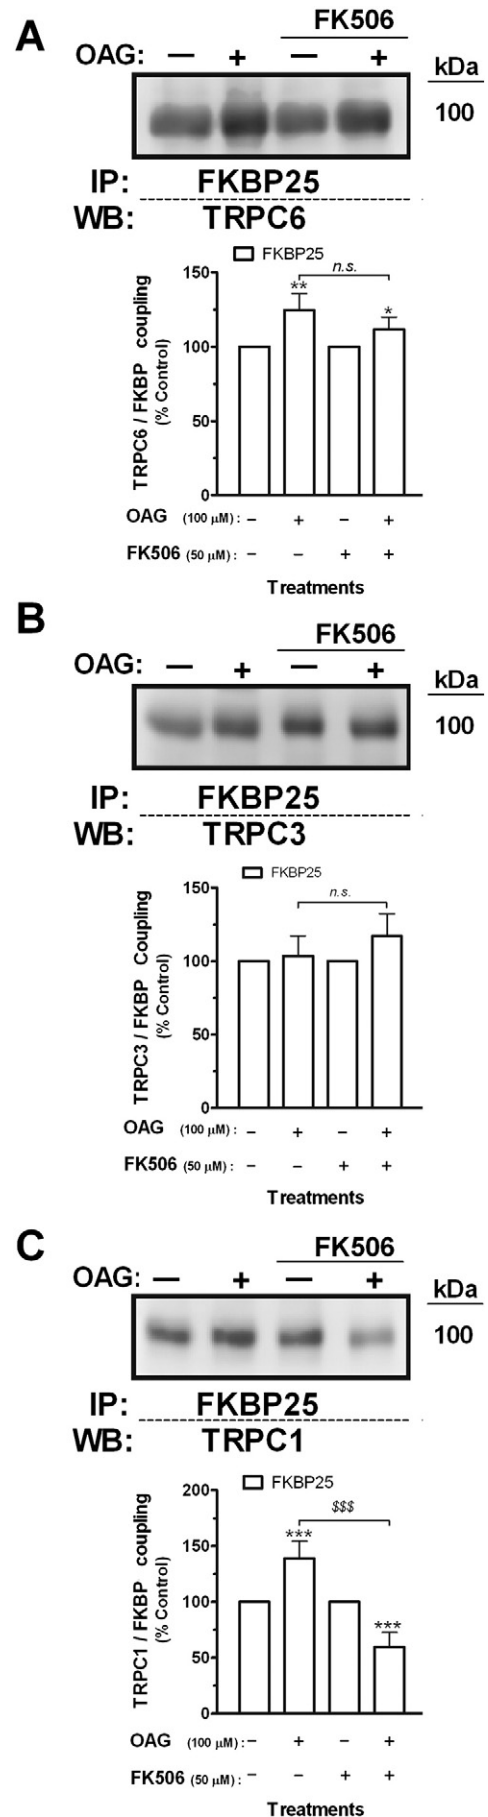 A
FK506
OAG: — + — +
kDa
100
IP: FKBP25
WB: TRPC6
FKBP25
n.s.
** *
150
100
50
0
TRPC6 / FKBP coupling
(% Control)
OAG (100 µM) : – + – +
FK506 (50 µM) : – – + +
Treatments
B
FK506
OAG: — + — +
kDa
100
IP: FKBP25
WB: TRPC3
FKBP25
n.s.
150
100
50
0
TRPC3 / FKBP Coupling
(% Control)
OAG (100 µM) : – + – +
FK506 (50 µM) : – – + +
Treatments
C
FK506
OAG: — + — +
kDa
100
IP: FKBP25
WB: TRPC1
FKBP25
$$$
*** ***
200
150
100
50
0
TRPC1 / FKBP coupling
(% Control)
OAG (100 µM) : – + – +
FK506 (50 µM) : – – + +
Treatments